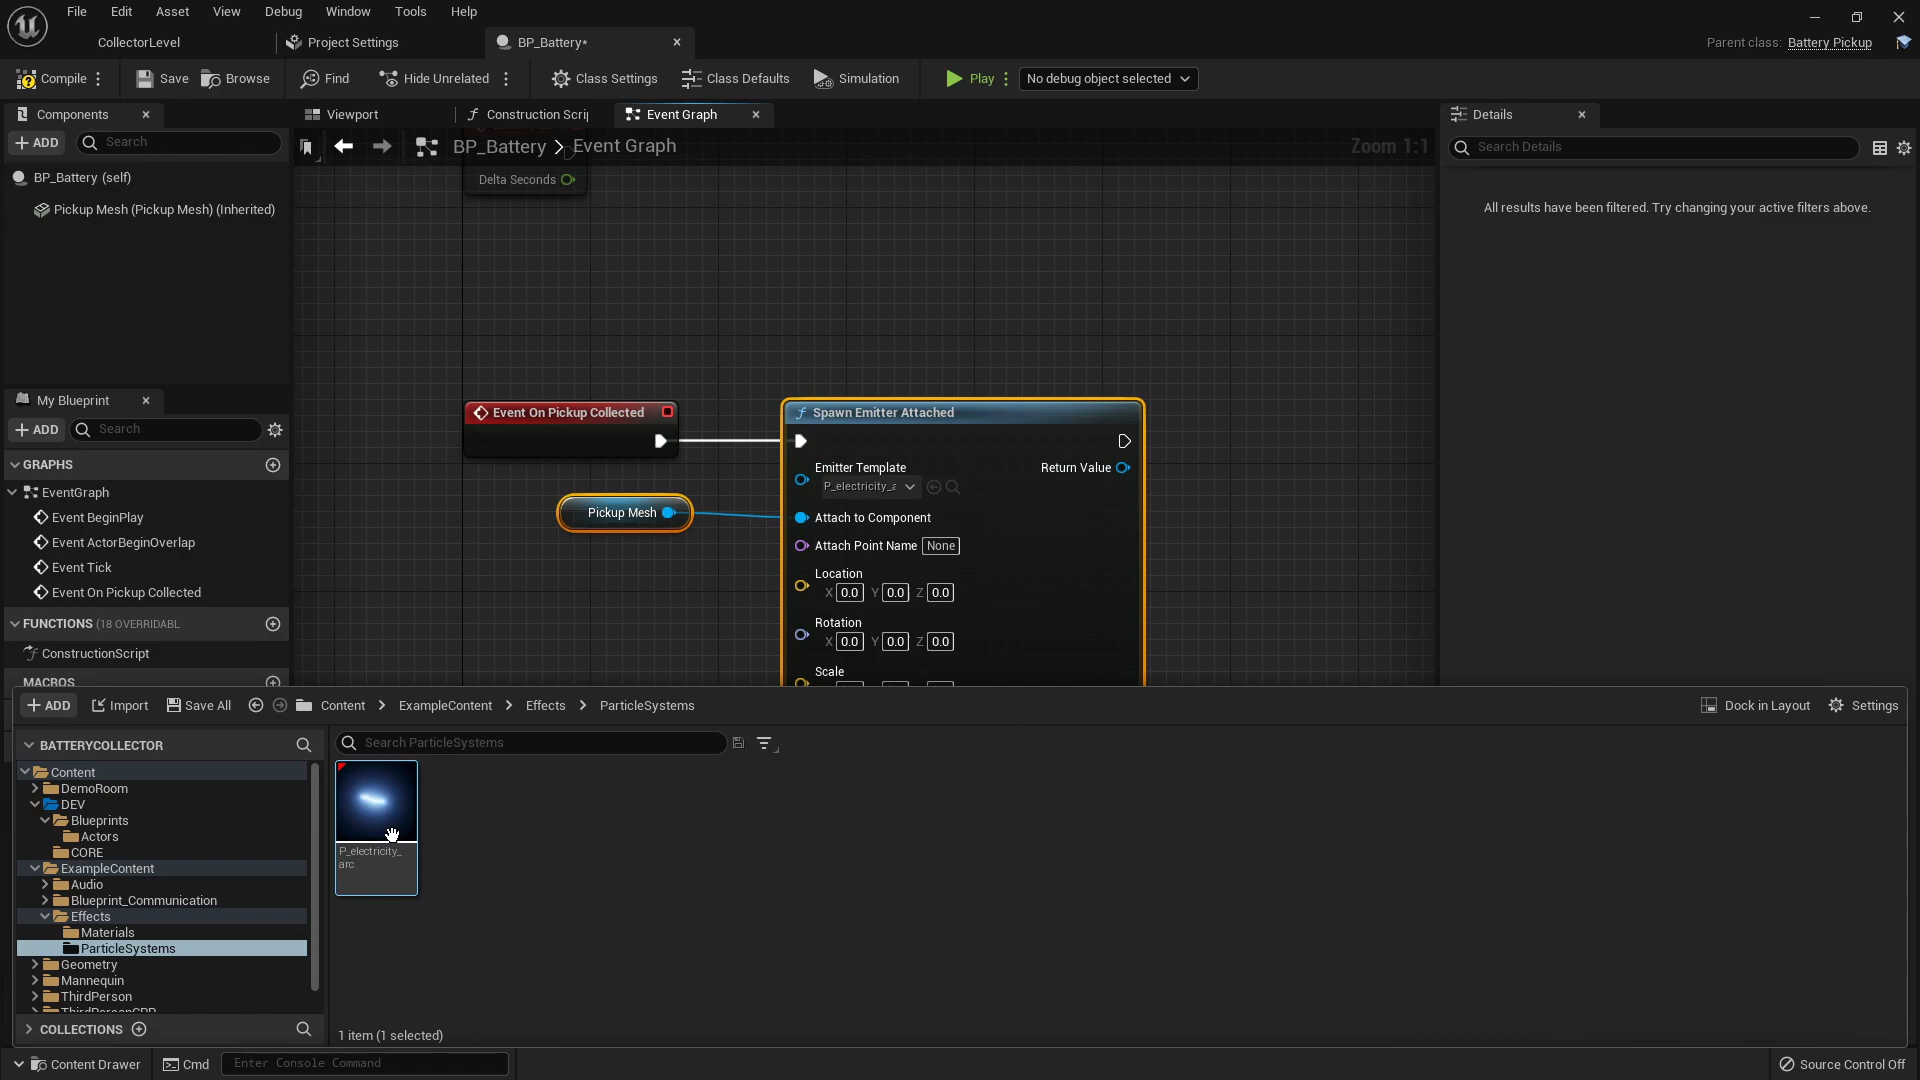 File Edit Asset View Debug Window Tools Help
CollectorLevel
Project Settings
BP_Battery*
Parent class: Battery Pickup
Compile
Save
Browse
Find
Hide Unrelated
Class Settings
Class Defaults
Simulation
Play
No debug object selected
Components
Viewport
Construction Scrip
Event Graph
Details
ADD
Search
BP_Battery > Event Graph
Zoom 1:1
Search Details
BP_Battery (self)
Delta Seconds
Pickup Mesh (Pickup Mesh) (Inherited)
All results have been filtered. Try changing your active filters above.
My Blueprint
ADD
Search
GRAPHS
EventGraph
Event BeginPlay
Event ActorBeginOverlap
Event Tick
Event On Pickup Collected
FUNCTIONS (18 OVERRIDABL
ConstructionScript
MACROS
Event On Pickup Collected
Pickup Mesh
Spawn Emitter Attached
Emitter Template
P_electricity_a
Return Value
Attach to Component
Attach Point Name None
Location
X 0.0 Y 0.0 Z 0.0
Rotation
X 0.0 Y 0.0 Z 0.0
Scale
ADD
Import
Save All
Content > ExampleContent > Effects > ParticleSystems
Dock in Layout
Settings
BATTERYCOLLECTOR
Search ParticleSystems
Content
DemoRoom
DEV
Blueprints
Actors
CORE
ExampleContent
Audio
Blueprint_Communication
Effects
Materials
ParticleSystems
Geometry
Mannequin
ThirdPerson
ThirdPersonCPP
COLLECTIONS
P_electricity_
arc
1 item (1 selected)
Content Drawer
Cmd
Enter Console Command
Source Control Off